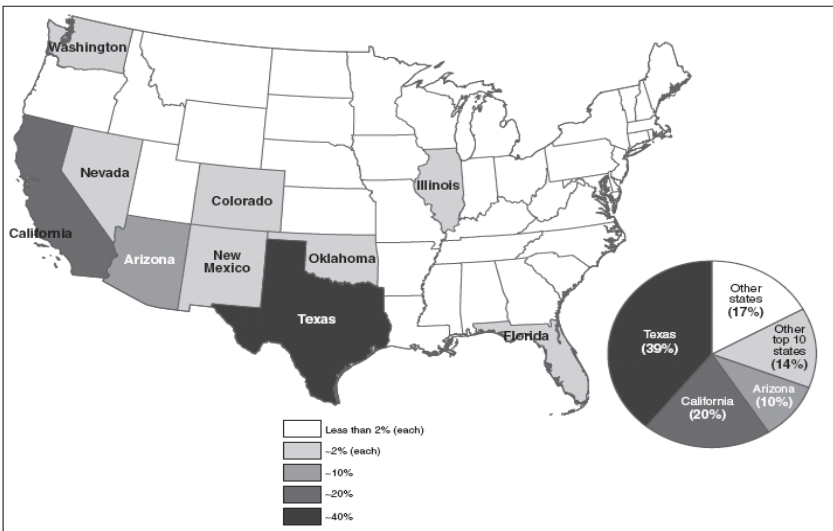 Washington
Nevada
Colorado
Illinois
California
Arizona
New
Mexico
Oklahoma
Texas
Florida
Other
states
(17%)
Texas
(39%)
Other
top 10
states
(14%)
Arizona
(10%)
California
(20%)
Less than 2% (each)
~2% (each)
~10%
~20%
~40%